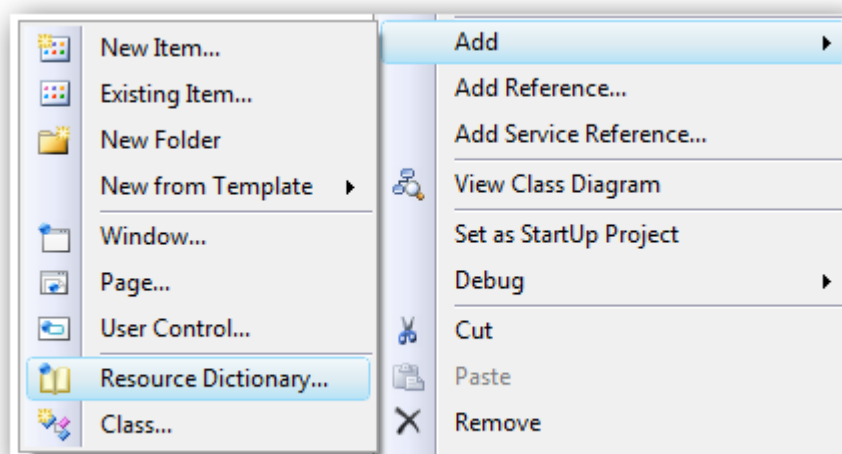 New Item...
Existing Item...
New Folder
New from Template
Window...
Page...
User Control...
Resource Dictionary...
Class...
Add
Add Reference...
Add Service Reference...
View Class Diagram
Set as StartUp Project
Debug
Cut
Paste
Remove